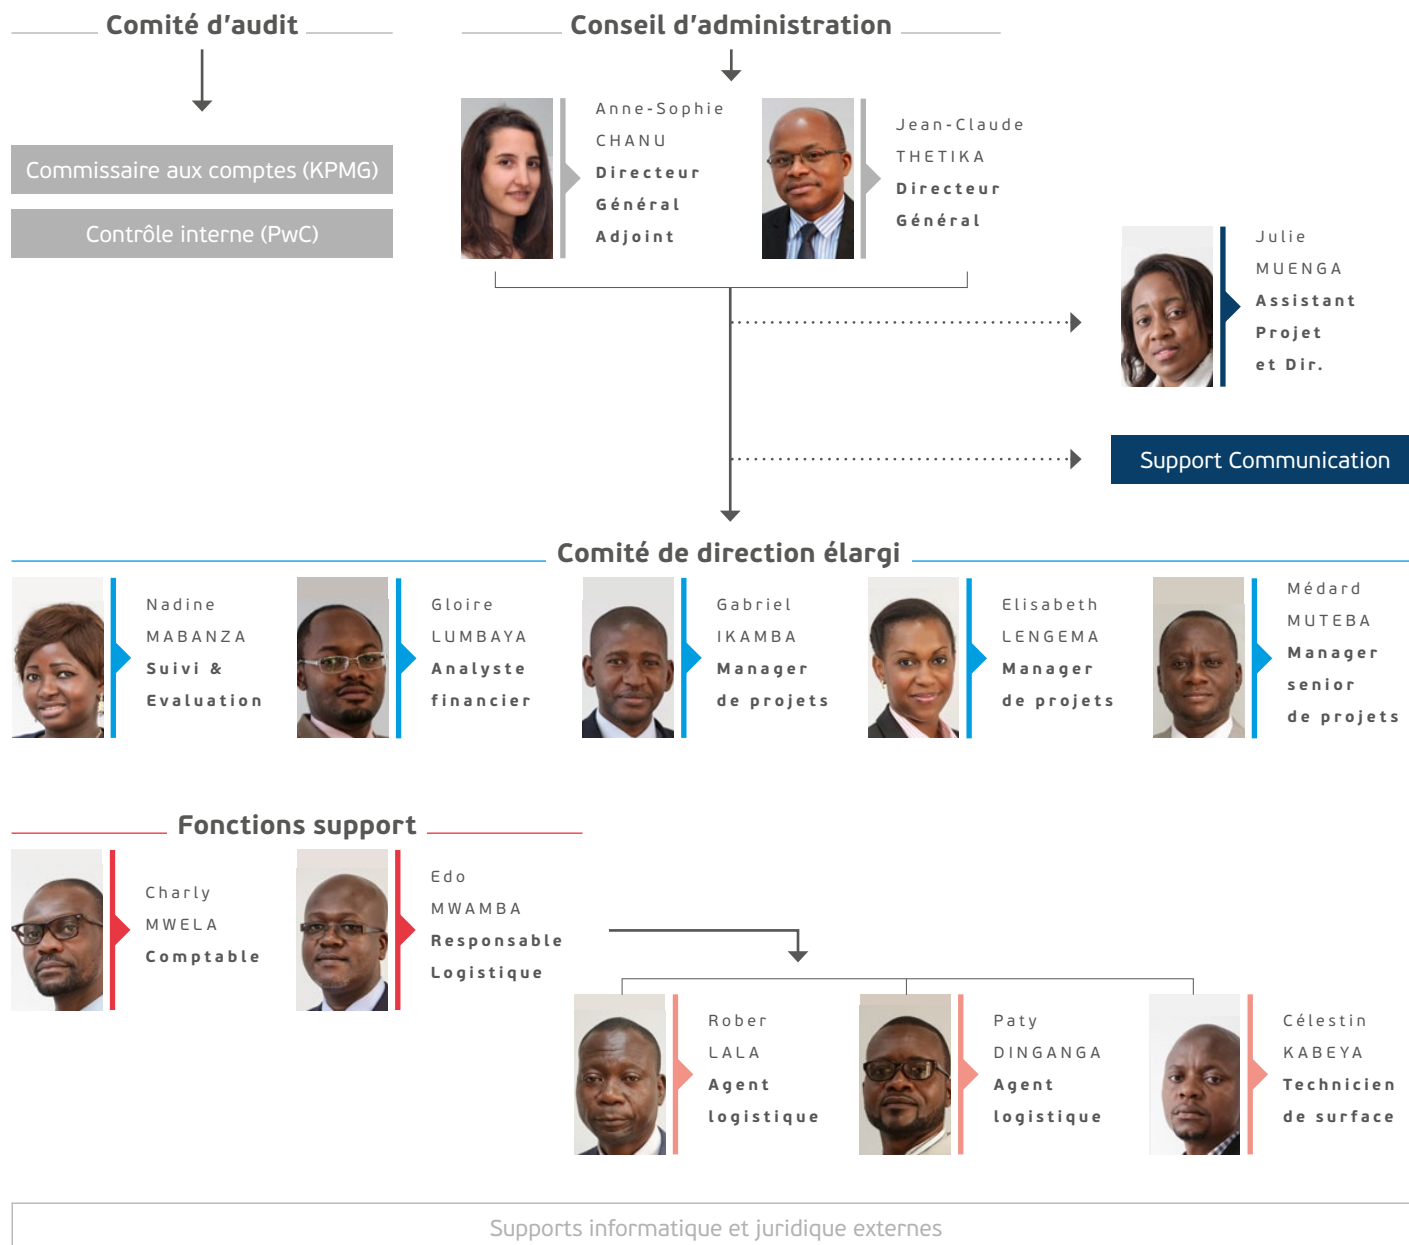 Comité d'audit
Commissaire aux comptes (KPMG)
Contrôle interne (PwC)
Conseil d'administration
Anne-Sophie
CHANU
Directeur
Général
Adjoint
Jean-Claude
THETIKA
Directeur
Général
Julie
MUENGA
Assistant
Projet
et Dir.
Support Communication
Comité de direction élargi
Nadine
MABANZA
Suivi &
Evaluation
Gloire
LUMBAYA
Analyste
financier
Gabriel
IKAMBA
Manager
de projets
Elisabeth
LENGEMA
Manager
de projets
Médard
MUTEBA
Manager
senior
de projets
Fonctions support
Charly
MWELA
Comptable
Edo
MWAMBA
Responsable
Logistique
Rober
LALA
Agent
logistique
Paty
DINGANGA
Agent
logistique
Célestin
KABEYA
Technicien
de surface
Supports informatique et juridique externes